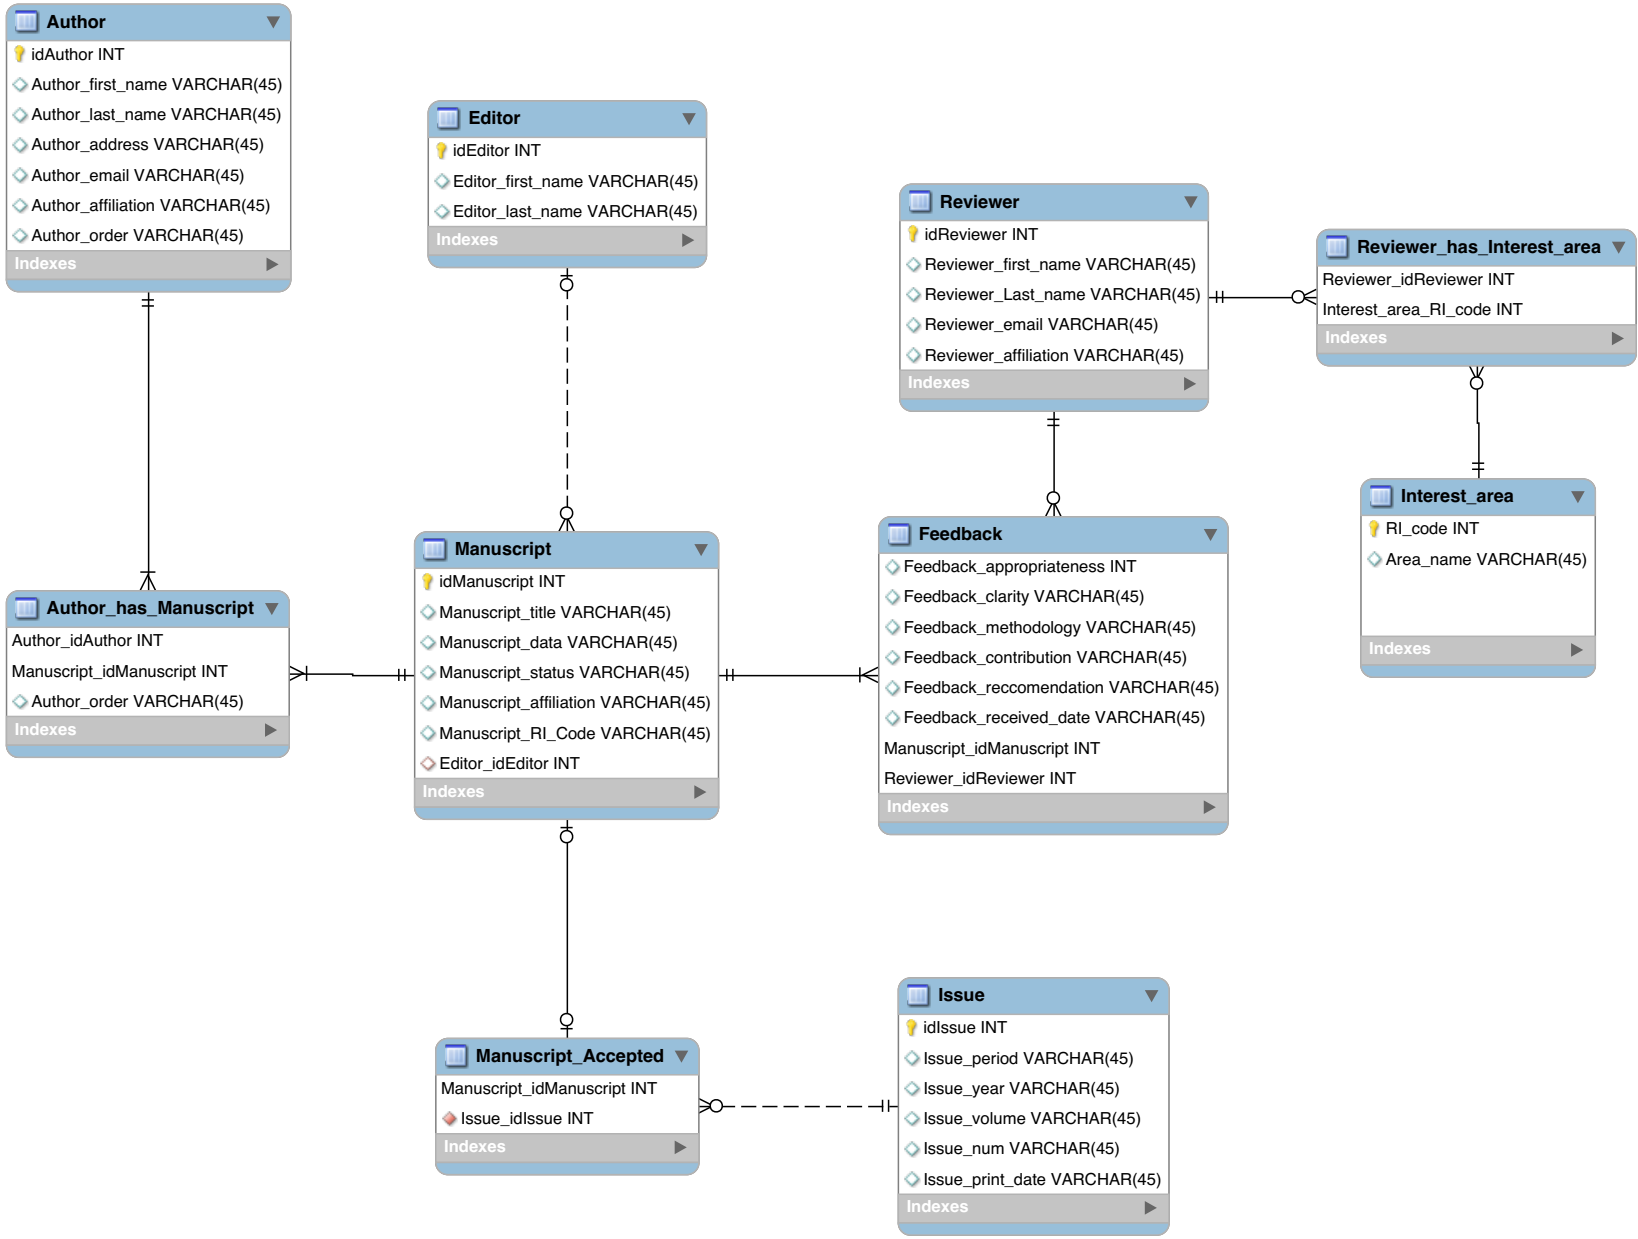 Author
idAuthor INT
Author_first_name VARCHAR(45)
Author_last_name VARCHAR(45)
Author_address VARCHAR(45)
Author_email VARCHAR(45)
Author_affiliation VARCHAR(45)
Author_order VARCHAR(45)
Indexes
Editor
idEditor INT
Editor_first_name VARCHAR(45)
Editor_last_name VARCHAR(45)
Indexes
Reviewer
idReviewer INT
Reviewer_first_name VARCHAR(45)
Reviewer_Last_name VARCHAR(45)
Reviewer_email VARCHAR(45)
Reviewer_affiliation VARCHAR(45)
Indexes
Reviewer_has_Interest_area
Reviewer_idReviewer INT
Interest_area_RI_code INT
Indexes
Interest_area
RI_code INT
Area_name VARCHAR(45)
Indexes
Author_has_Manuscript
Author_idAuthor INT
Manuscript_idManuscript INT
Author_order VARCHAR(45)
Indexes
Manuscript
idManuscript INT
Manuscript_title VARCHAR(45)
Manuscript_data VARCHAR(45)
Manuscript_status VARCHAR(45)
Manuscript_affiliation VARCHAR(45)
Manuscript_RI_Code VARCHAR(45)
Editor_idEditor INT
Indexes
Feedback
Feedback_appropriateness INT
Feedback_clarity VARCHAR(45)
Feedback_methodology VARCHAR(45)
Feedback_contribution VARCHAR(45)
Feedback_reccomendation VARCHAR(45)
Feedback_received_date VARCHAR(45)
Manuscript_idManuscript INT
Reviewer_idReviewer INT
Indexes
Manuscript_Accepted
Manuscript_idManuscript INT
Issue_idIssue INT
Indexes
Issue
idIssue INT
Issue_period VARCHAR(45)
Issue_year VARCHAR(45)
Issue_volume VARCHAR(45)
Issue_num VARCHAR(45)
Issue_print_date VARCHAR(45)
Indexes